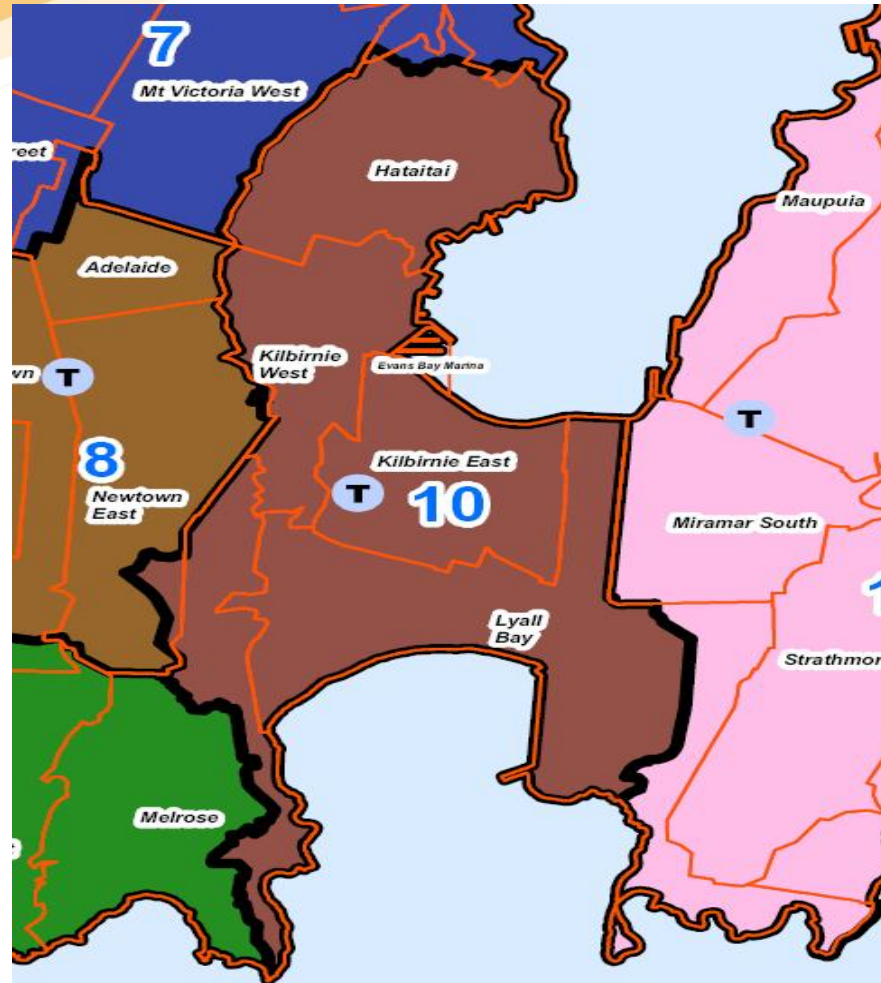 7
Mt Victoria West
reet
Hataitai
Maupuia
Adelaide
Kilbirnie
West
Evans Bay Marina
wn
T
T
8
Kilbirnie East
T
10
Newtown
East
Miramar South
1
Lyall
Bay
Strathmor
Melrose